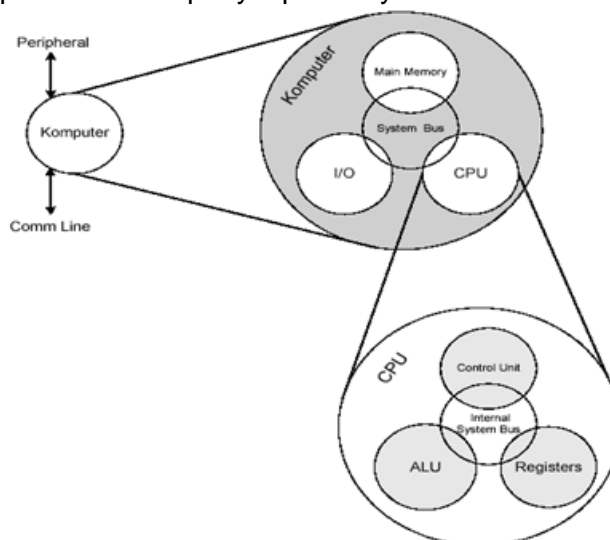 Peripheral
Komputer
Comm Line
Komputer
Main Memory
System Bus
I/O
CPU
CPU
Control Unit
Internal
System Bus
ALU
Registers